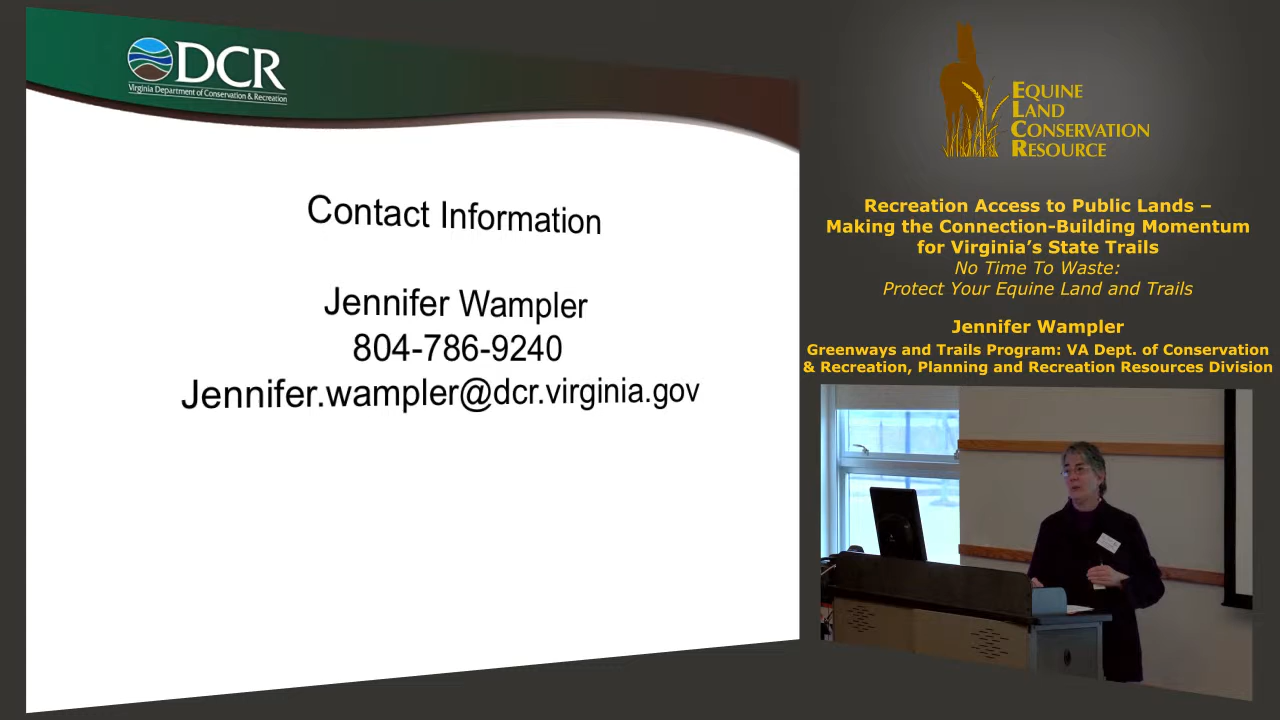 DCR
Virginia Department of Conservation & Recreation
Contact Information
Jennifer Wampler
804-786-9240
Jennifer.wampler@dcr.virginia.gov
EQUINE
LAND
CONSERVATION
RESOURCE
Recreation Access to Public Lands –
Making the Connection-Building Momentum
for Virginia’s State Trails
No Time To Waste:
Protect Your Equine Land and Trails
Jennifer Wampler
Greenways and Trails Program: VA Dept. of Conservation
& Recreation, Planning and Recreation Resources Division